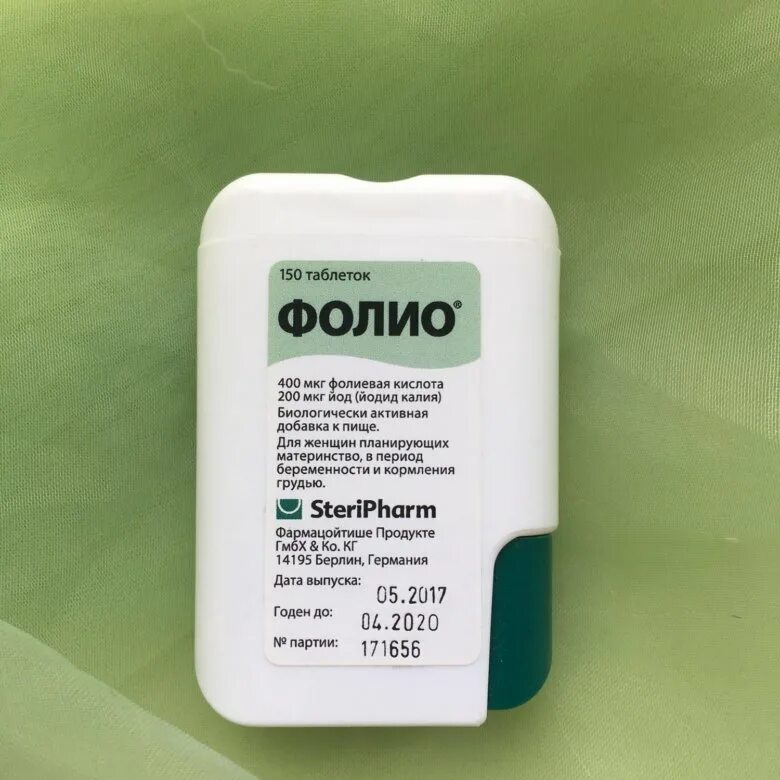 150 таблеток
ФОЛИО®
400 мкг фолиевая кислота
200 мкг йод (йодид калия)
Биологически активная
добавка к пище.
Для женщин планирующих
материнство, в период
беременности и кормления
грудью.
SteriPharm
Фармацойтише Продукте
ГмбХ & Ко. КГ
14195 Берлин, Германия
Дата выпуска: 05.2017
Годен до: 04.2020
№ партии: 171656